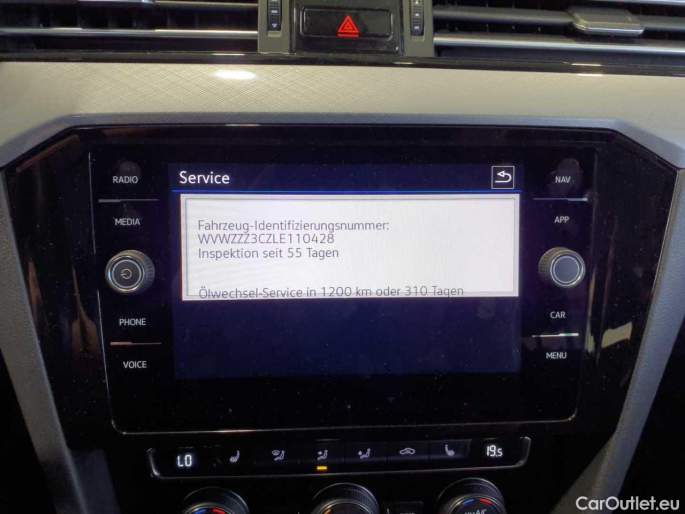 RADIO
MEDIA
PHONE
VOICE
Service
Fahrzeug-Identifizierungsnummer:
WVWZZZ3CZLE110428
Inspektion seit 55 Tagen
Ölwechsel-Service in 1200 km oder 310 Tagen
NAV
APP
CAR
MENU
LO
19.5
CarOutlet.eu